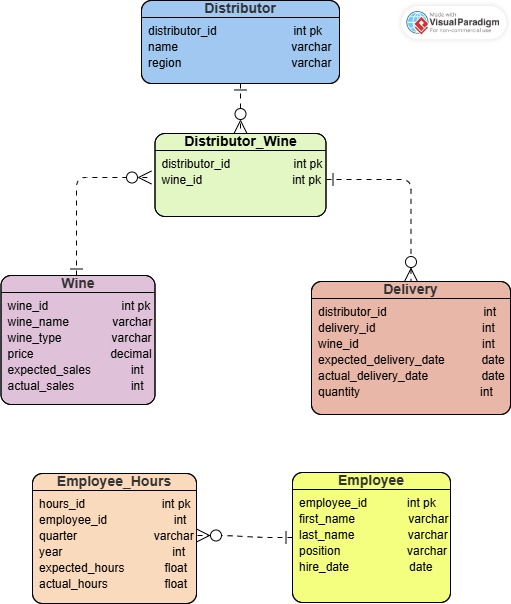 Distributor
distributor_id int pk
name varchar
region varchar
Made with
VisualParadigm
For non-commercial use
Distributor_Wine
distributor_id int pk
wine_id int pk
Wine
wine_id int pk
wine_name varchar
wine_type varchar
price decimal
expected_sales int
actual_sales int
Delivery
distributor_id int
delivery_id int
wine_id int
expected_delivery_date date
actual_delivery_date date
quantity int
Employee_Hours
hours_id int pk
employee_id int
quarter varchar
year int
expected_hours float
actual_hours float
Employee
employee_id int pk
first_name varchar
last_name varchar
position varchar
hire_date date